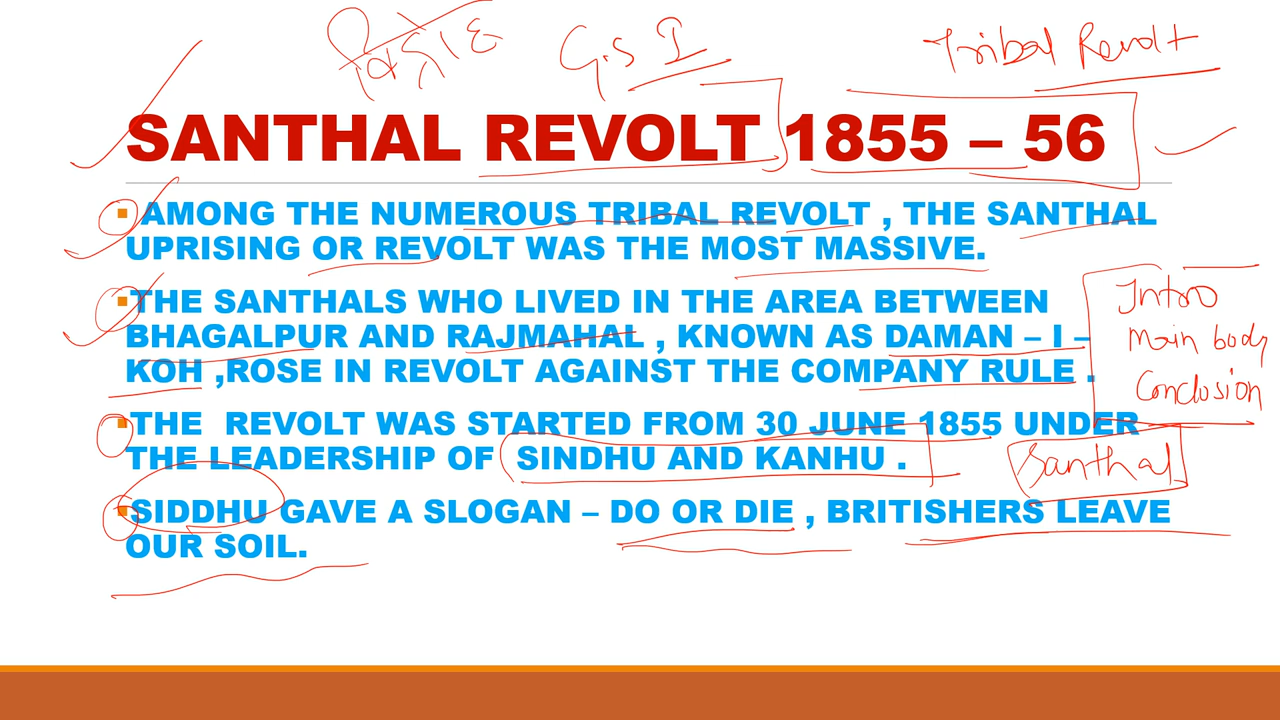 G.S I
Tribal Revolt
SANTHAL REVOLT 1855 – 56
AMONG THE NUMEROUS TRIBAL REVOLT , THE SANTHAL
UPRISING OR REVOLT WAS THE MOST MASSIVE.
THE SANTHALS WHO LIVED IN THE AREA BETWEEN
BHAGALPUR AND RAJMAHAL , KNOWN AS DAMAN – I –
KOH ,ROSE IN REVOLT AGAINST THE COMPANY RULE .
Intro
Main body
Conclusion
THE REVOLT WAS STARTED FROM 30 JUNE 1855 UNDER
THE LEADERSHIP OF SINDHU AND KANHU .
Santhal
SIDDHU GAVE A SLOGAN – DO OR DIE , BRITISHERS LEAVE
OUR SOIL.